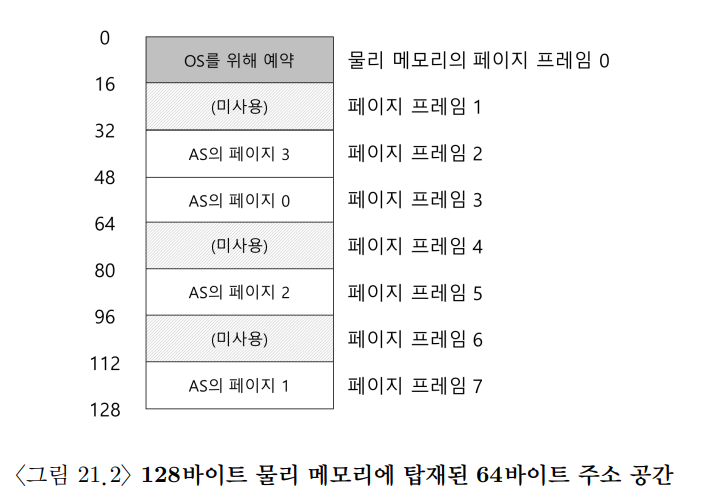 0
OS를 위해 예약 물리 메모리의 페이지 프레임 0
16
(미사용) 페이지 프레임 1
32
AS의 페이지 3 페이지 프레임 2
48
AS의 페이지 0 페이지 프레임 3
64
(미사용) 페이지 프레임 4
80
AS의 페이지 2 페이지 프레임 5
96
(미사용) 페이지 프레임 6
112
AS의 페이지 1 페이지 프레임 7
128
〈그림 21.2〉 128바이트 물리 메모리에 탑재된 64바이트 주소 공간